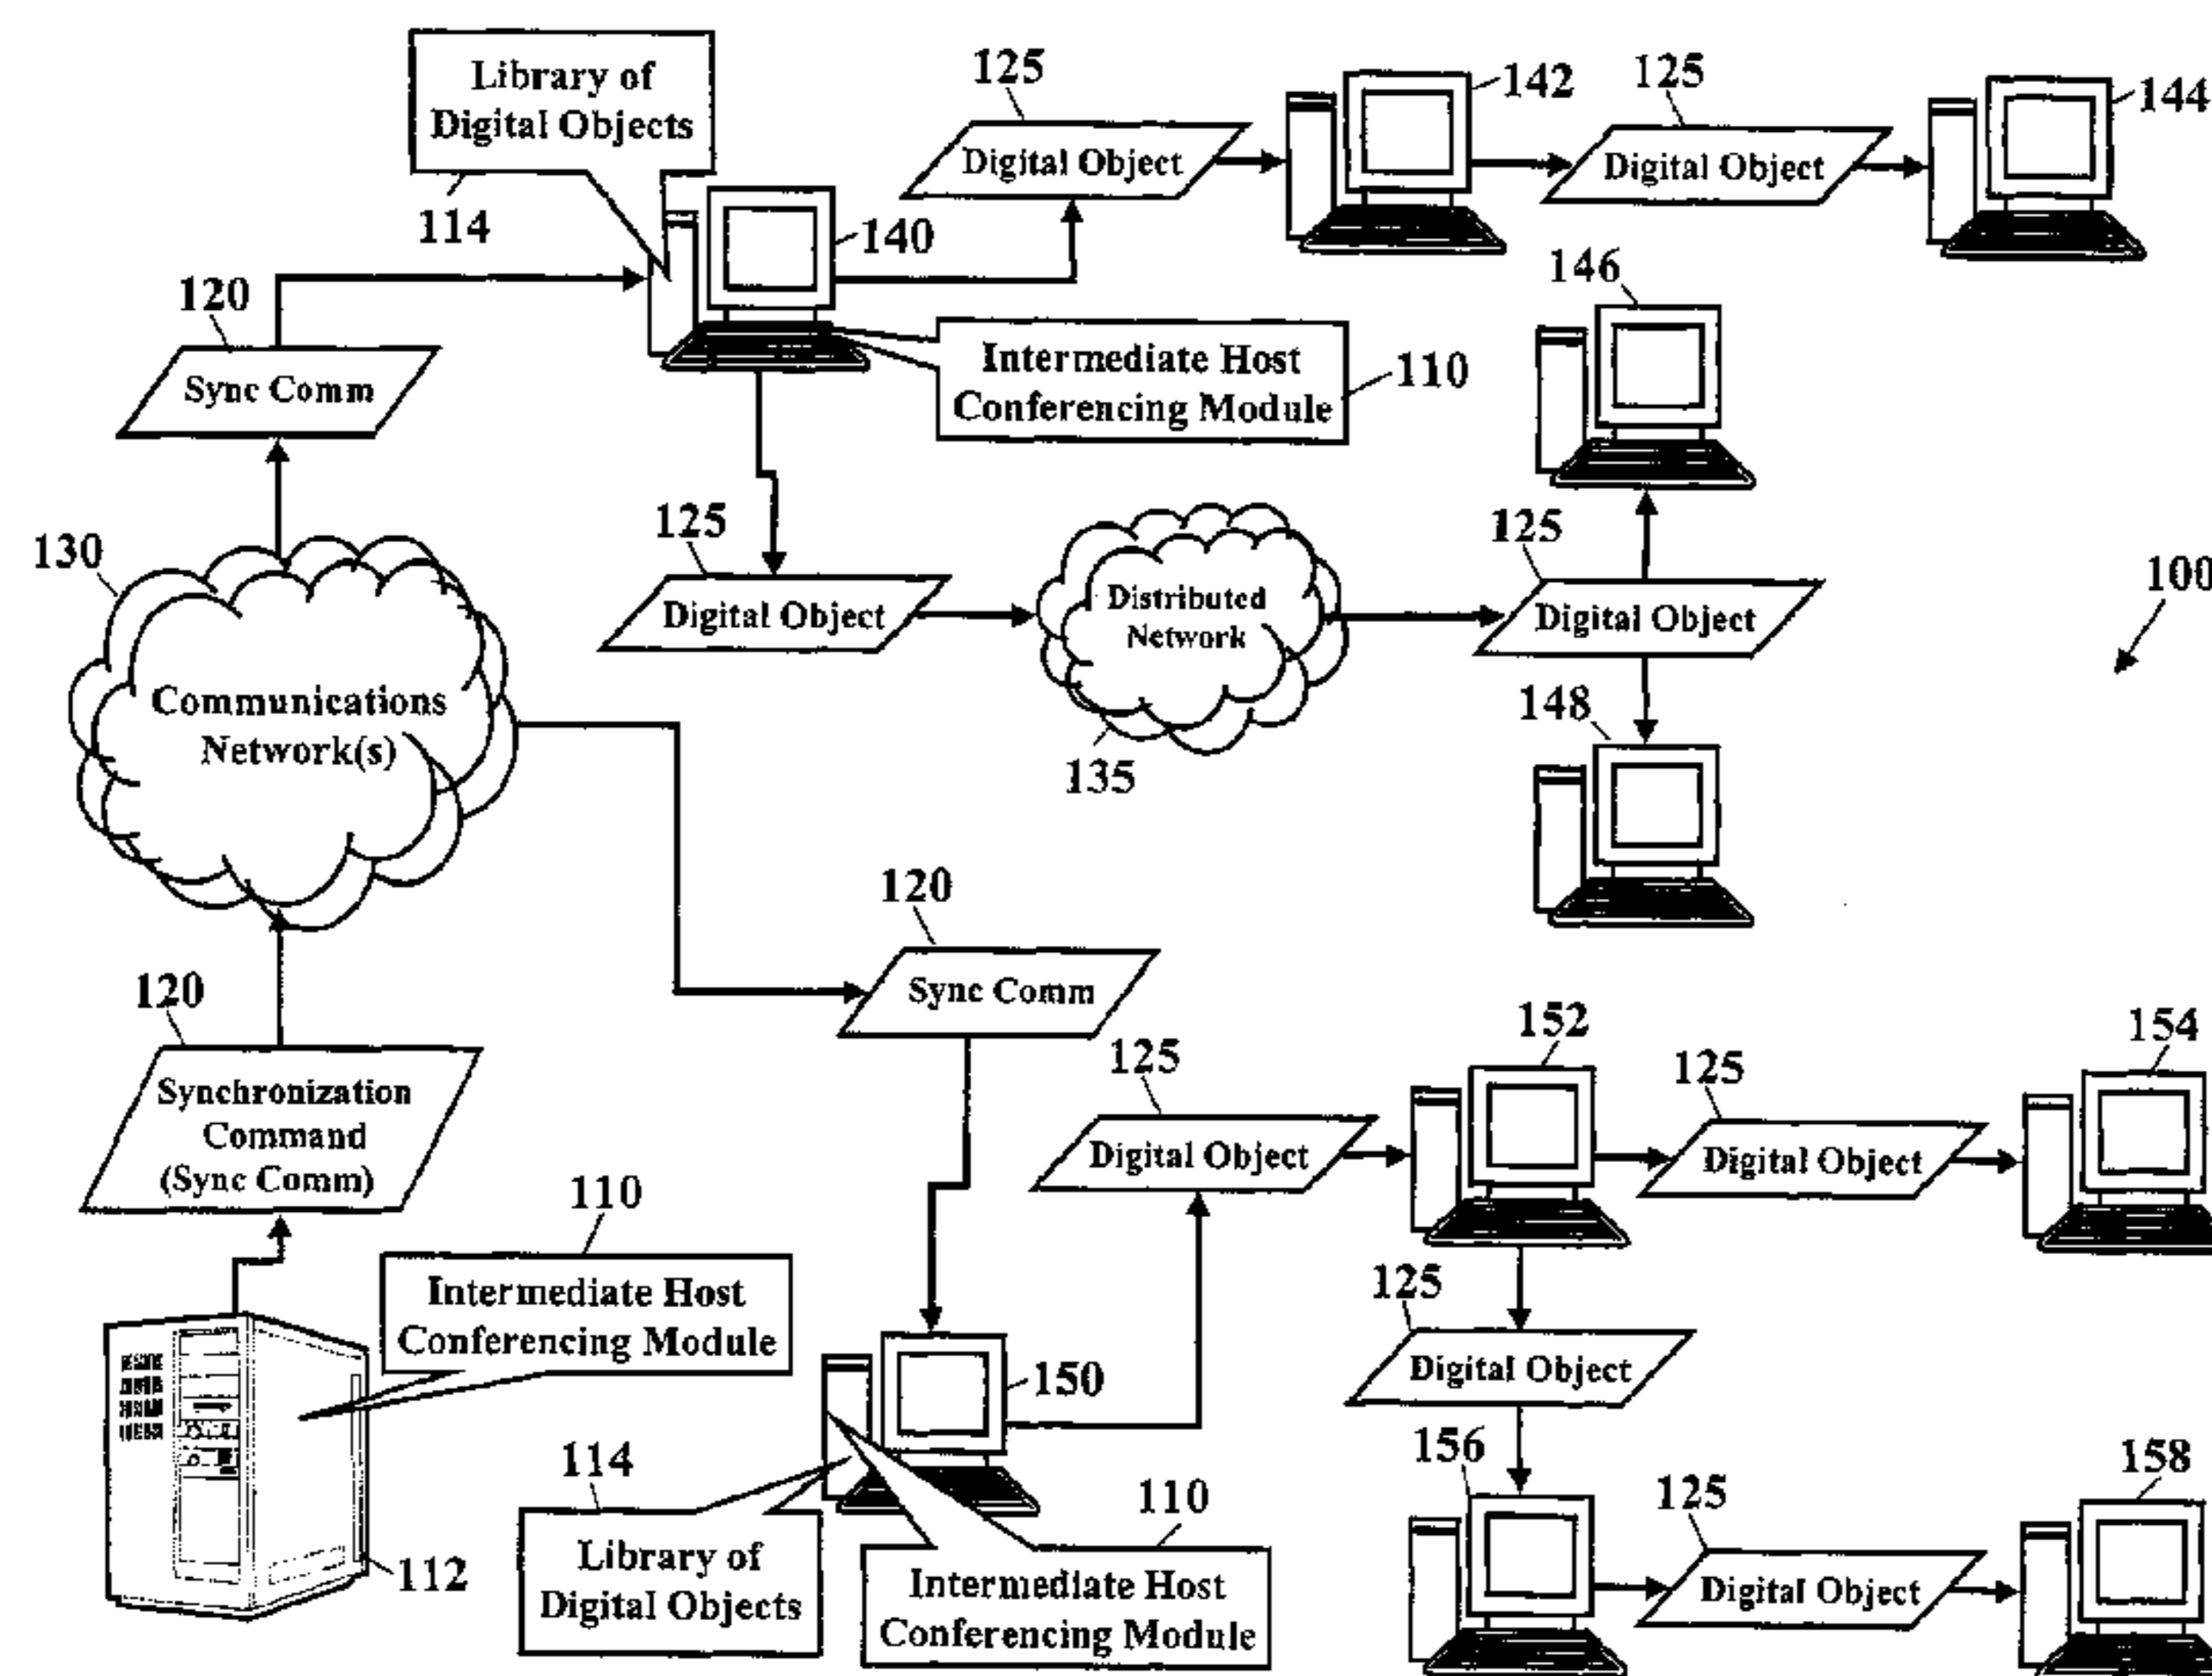 Library of
Digital Objects
114
125
Digital Object
142
125
Digital Object
144
140
120
Sync Comm
Intermediate Host
Conferencing Module
110
146
130
Communications
Network(s)
125
Digital Object
Distributed
Network
135
125
Digital Object
148
100
120
Sync Comm
120
Synchronization
Command
(Sync Comm)
110
Intermediate Host
Conferencing Module
112
125
Digital Object
152
125
Digital Object
154
150
125
Digital Object
114
Library of
Digital Objects
110
Intermediate Host
Conferencing Module
156
125
Digital Object
158